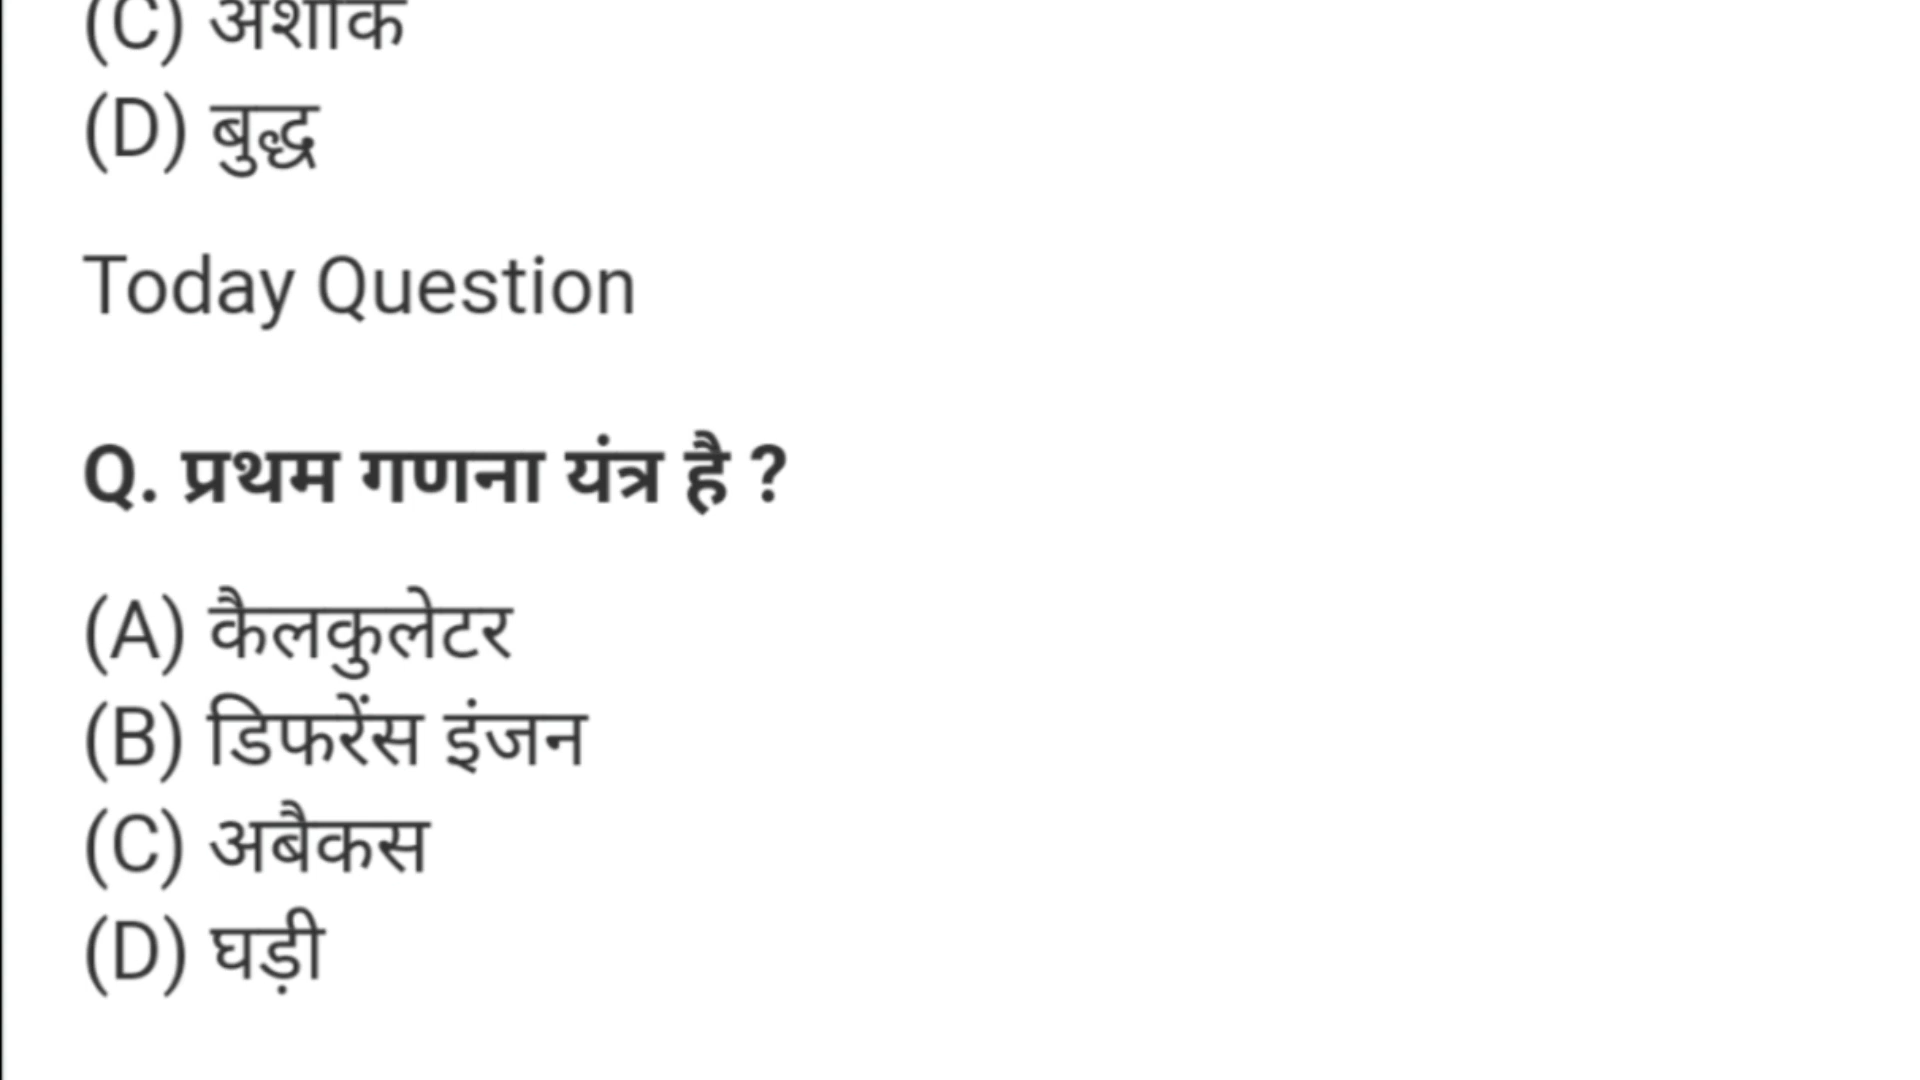 (C) अशोक
(D) बुद्ध
Today Question
Q. प्रथम गणना यंत्र है ?
(A) कैलकुलेटर
(B) डिफरेंस इंजन
(C) अबैकस
(D) घड़ी